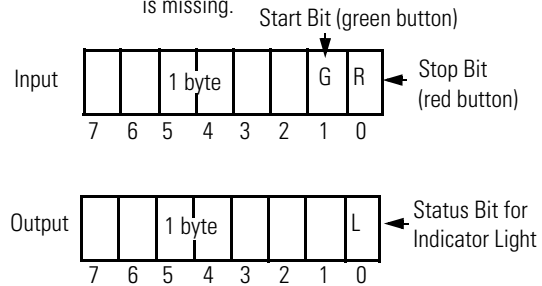 is missing.
Start Bit (green button)
Input
1 byte
G
R
Stop Bit
(red button)
7 6 5 4 3 2 1 0
Output
1 byte
L
Status Bit for
Indicator Light
7 6 5 4 3 2 1 0